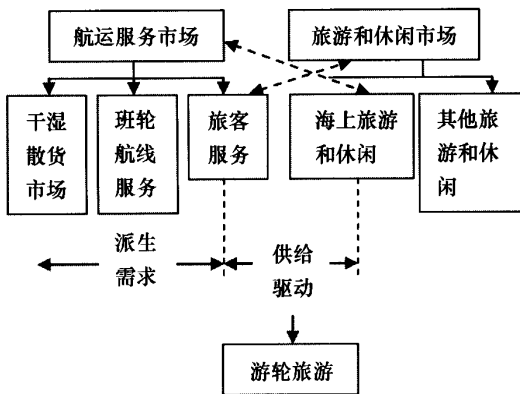 航运服务市场
旅游和休闲市场
干湿
散货
市场
班轮
航线
服务
旅客
服务
海上旅游
和休闲
其他旅
游和休
闲
派生
需求
供给
驱动
游轮旅游